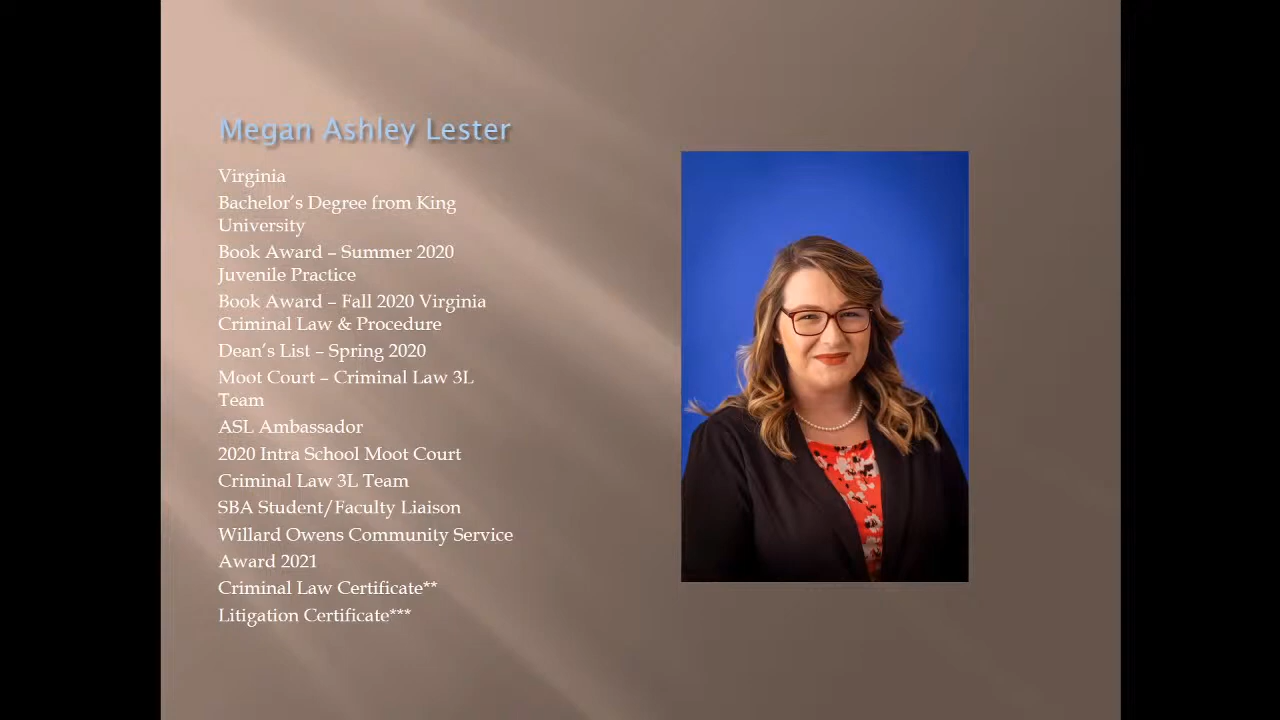 Megan Ashley Lester
Virginia
Bachelor’s Degree from King
University
Book Award – Summer 2020
Juvenile Practice
Book Award – Fall 2020 Virginia
Criminal Law & Procedure
Dean’s List – Spring 2020
Moot Court – Criminal Law 3L
Team
ASL Ambassador
2020 Intra School Moot Court
Criminal Law 3L Team
SBA Student/Faculty Liaison
Willard Owens Community Service
Award 2021
Criminal Law Certificate**
Litigation Certificate***